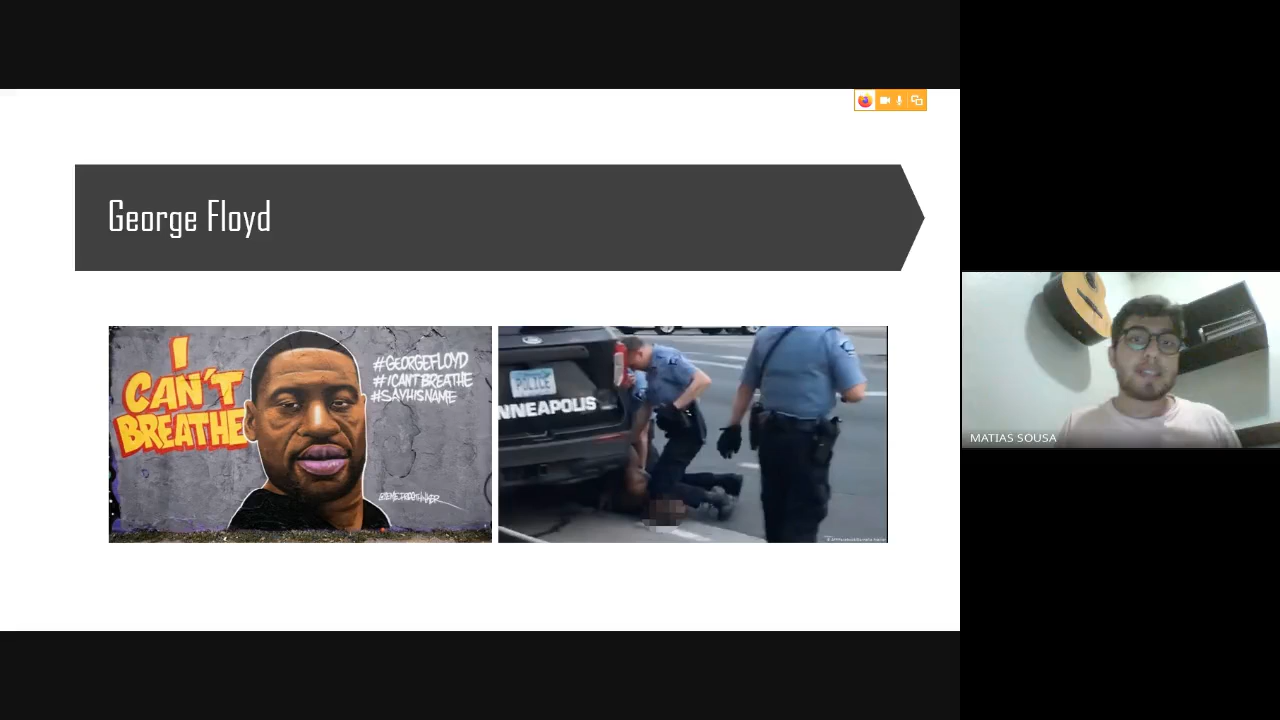 George Floyd
I
CAN'T
BREATHE
#GEORGEFLOYD
#ICANTBREATHE
#SAYHISNAME
POLICE
NNEAPOLIS
MATIAS SOUSA